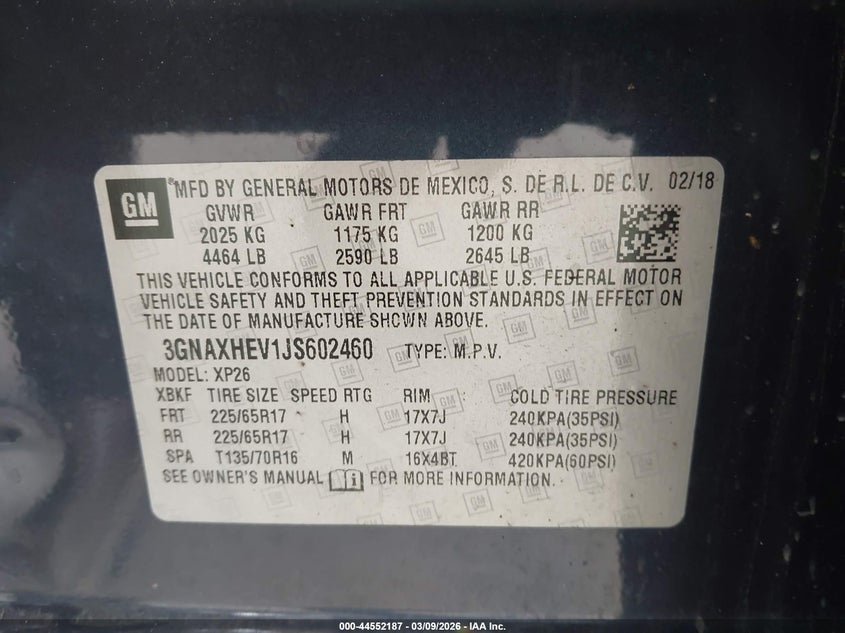 GM ® MFD BY GENERAL MOTORS DE MEXICO, S. DE R.L. DE C.V. 02/18
GVWR GAWR FRT GAWR RR
2025 KG 1175 KG 1200 KG
4464 LB 2590 LB 2645 LB
THIS VEHICLE CONFORMS TO ALL APPLICABLE U.S. FEDERAL MOTOR
VEHICLE SAFETY AND THEFT PREVENTION STANDARDS IN EFFECT ON
THE DATE OF MANUFACTURE SHOWN ABOVE.
3GNAXHEV1JS602460 TYPE: M.P.V.
MODEL: XP26
XBKF TIRE SIZE SPEED RTG RIM COLD TIRE PRESSURE
FRT 225/65R17 H 17X7J 240KPA(35PSI)
RR 225/65R17 H 17X7J 240KPA(35PSI)
SPA T135/70R16 M 16X4BT 420KPA(60PSI)
SEE OWNER'S MANUAL FOR MORE INFORMATION.
000-44552187 | 03/09/2026 – IAA Inc.